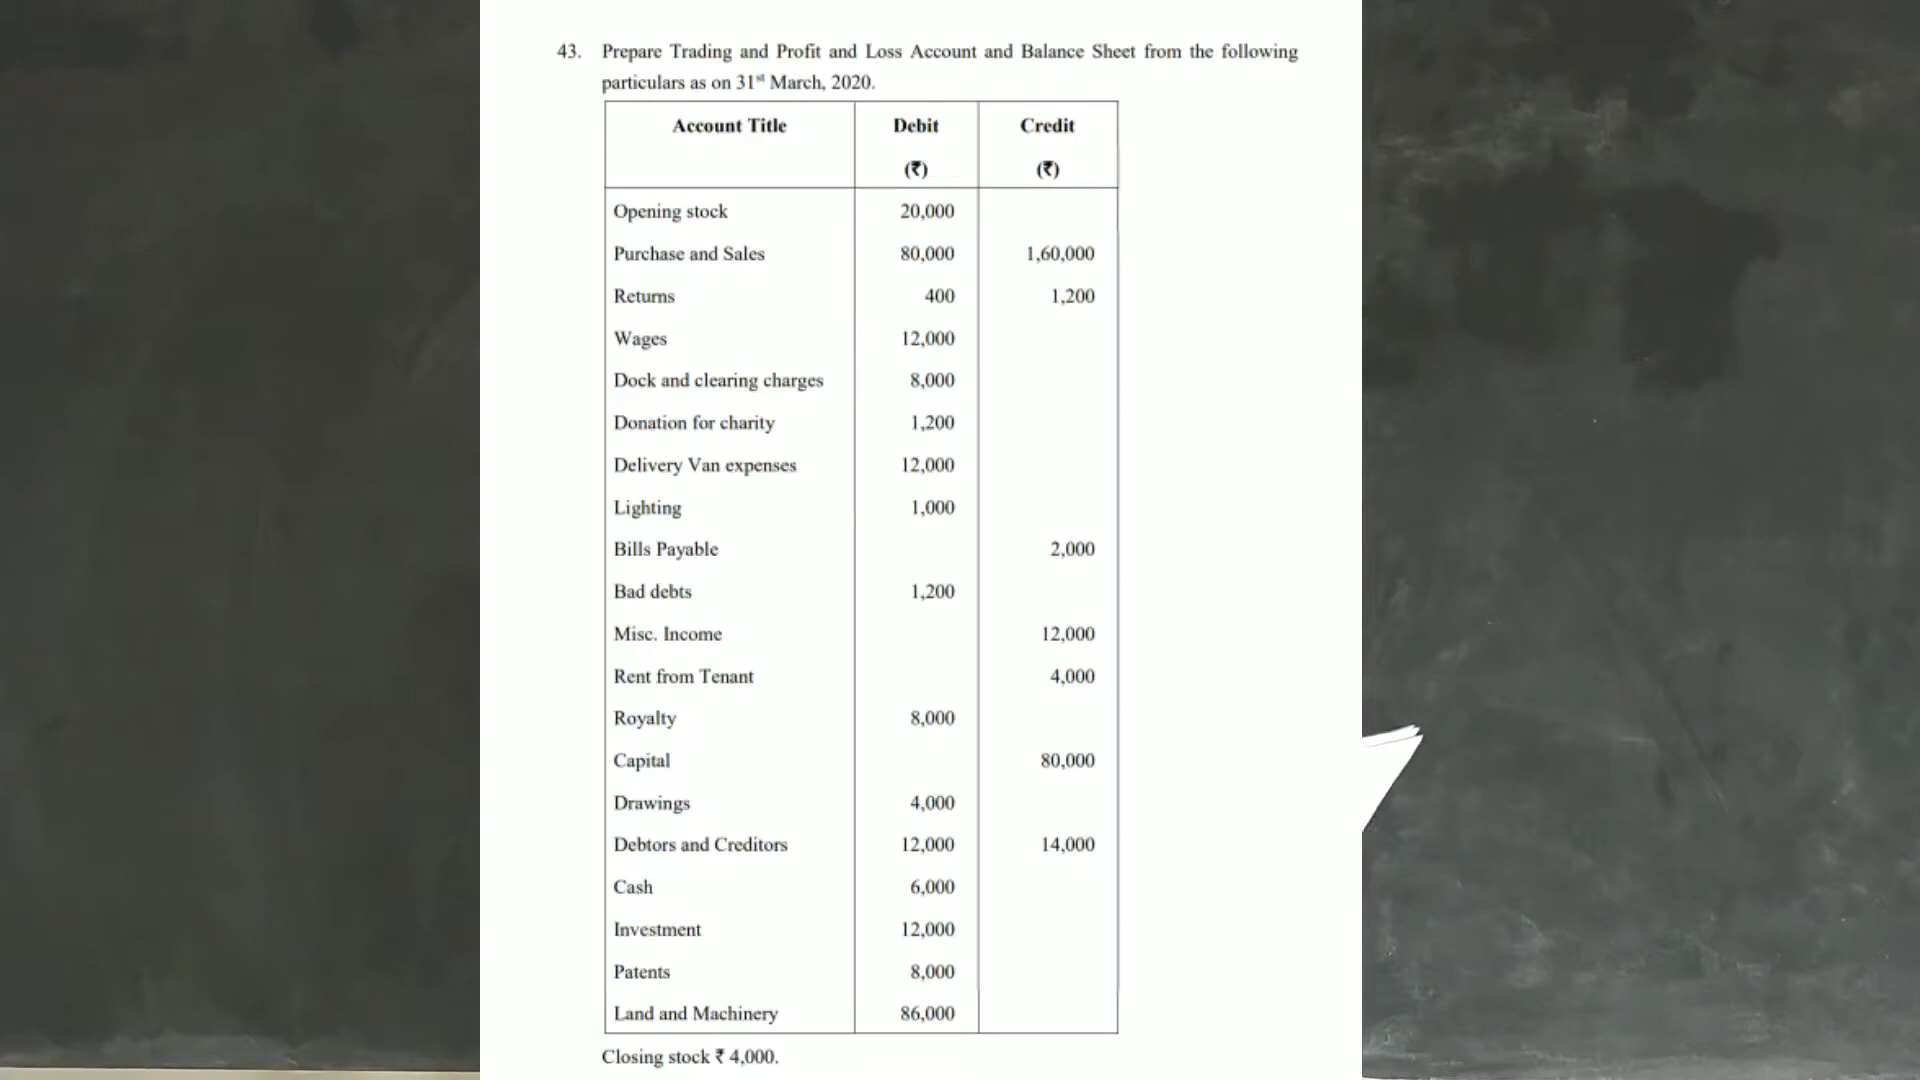 43. Prepare Trading and Profit and Loss Account and Balance Sheet from the following
particulars as on 31st March, 2020.
Account Title Debit Credit
(₹) (₹)
Opening stock 20,000
Purchase and Sales 80,000 1,60,000
Returns 400 1,200
Wages 12,000
Dock and clearing charges 8,000
Donation for charity 1,200
Delivery Van expenses 12,000
Lighting 1,000
Bills Payable 2,000
Bad debts 1,200
Misc. Income 12,000
Rent from Tenant 4,000
Royalty 8,000
Capital 80,000
Drawings 4,000
Debtors and Creditors 12,000 14,000
Cash 6,000
Investment 12,000
Patents 8,000
Land and Machinery 86,000
Closing stock ₹ 4,000.